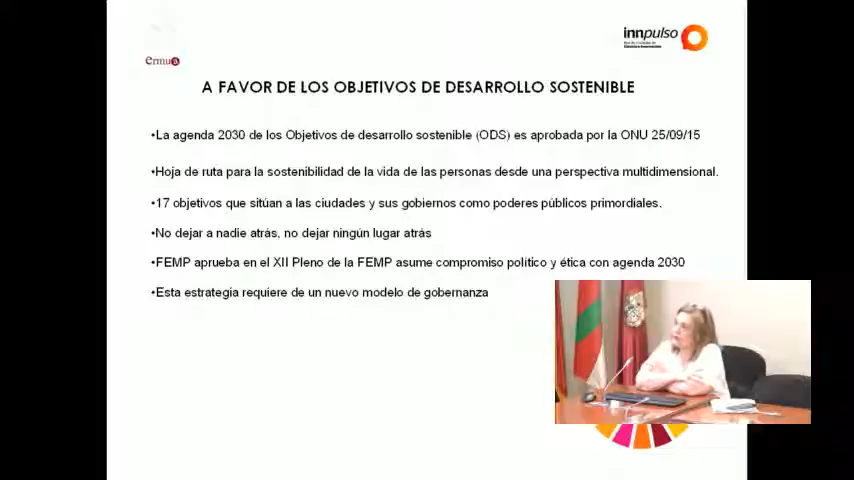 innpulso
ermua
A FAVOR DE LOS OBJETIVOS DE DESARROLLO SOSTENIBLE
•La agenda 2030 de los Objetivos de desarrollo sostenible (ODS) es aprobada por la ONU 25/09/15
•Hoja de ruta para la sostenibilidad de la vida de las personas desde una perspectiva multidimensional.
•17 objetivos que sitúan a las ciudades y sus gobiernos como poderes públicos primordiales.
•No dejar a nadie atrás, no dejar ningún lugar atrás
•FEMP aprueba en el XII Pleno de la FEMP asume compromiso político y ética con agenda 2030
•Esta estrategia requiere de un nuevo modelo de gobernanza